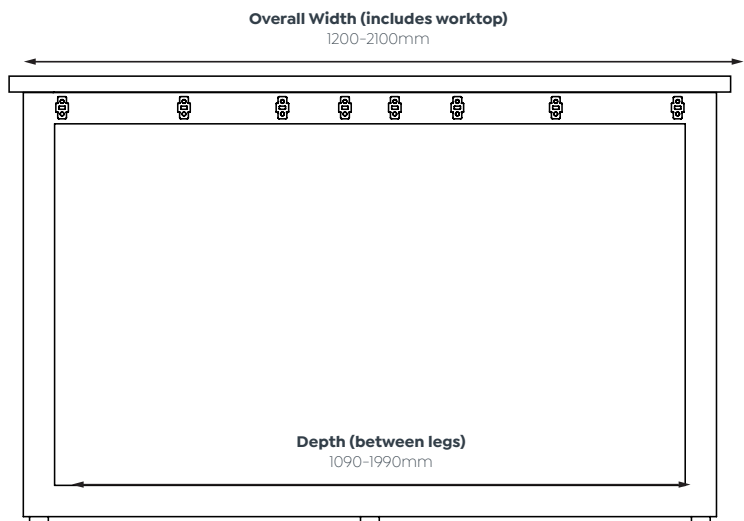 Overall Width (includes worktop)
1200-2100mm
Depth (between legs)
1090-1990mm